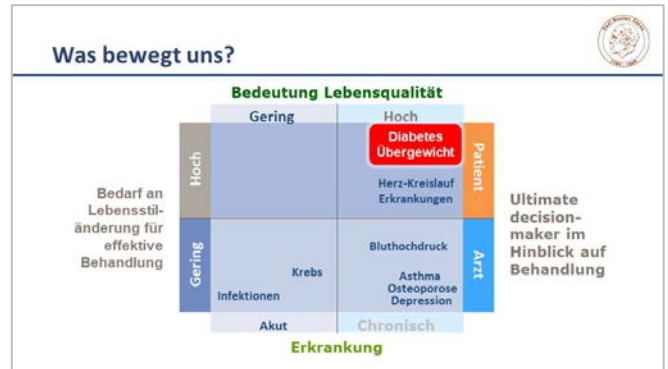 Was bewegt uns?
Bedeutung Lebensqualität
Gering
Hoch
Hoch
Gering
Bedarf an
Lebensstil-
änderung für
effektive
Behandlung
Diabetes
Übergewicht
Herz-Kreislauf
Erkrankungen
Bluthochdruck
Krebs
Infektionen
Asthma
Osteoporose
Depression
Patient
Arzt
Ultimate
decision-
maker im
Hinblick auf
Behandlung
Akut
Chronisch
Erkrankung